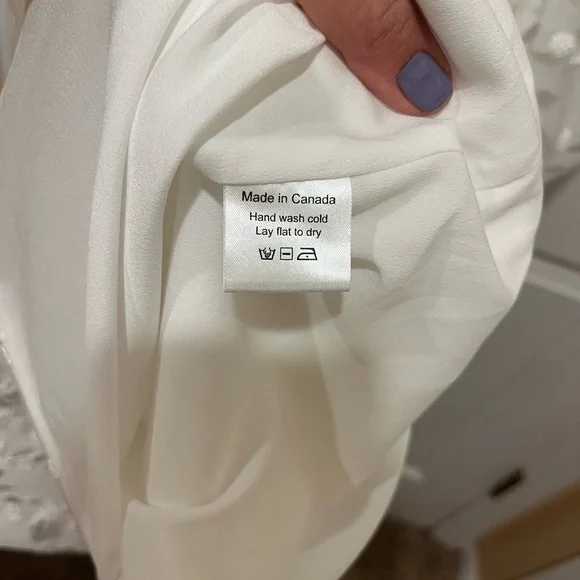 Made in Canada
Hand wash cold
Lay flat to dry